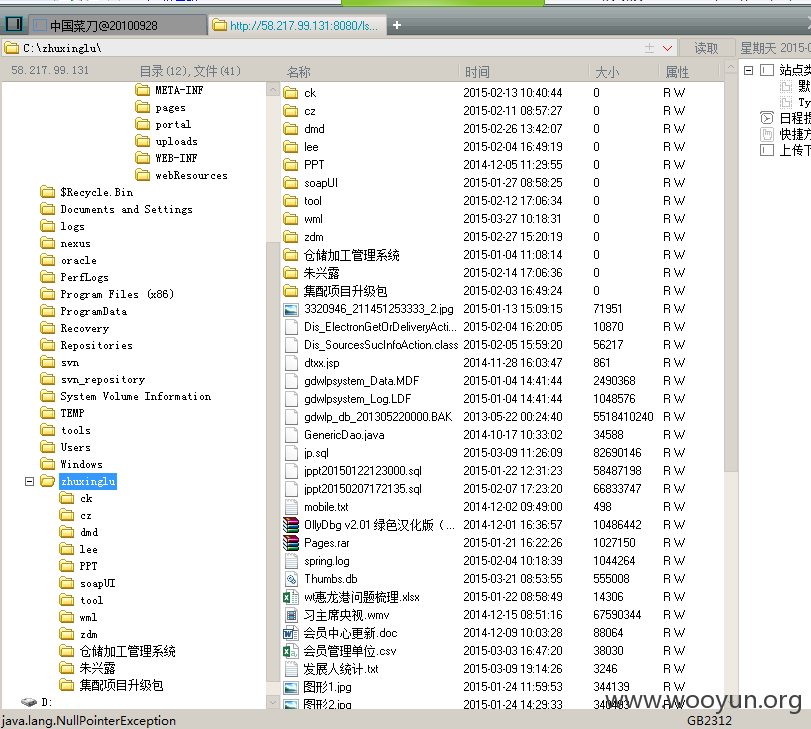 中国菜刀@20100928 http://58.217.99.131:8080/ls... +
C:\zhuxinglu\ 读取 星期天 2015-0
58.217.99.131 目录(12),文件(41) 名称 时间 大小 属性
META-INF
pages
portal
uploads
WEB-INF
webResources
$Recycle.Bin
Documents and Settings
logs
nexus
oracle
PerfLogs
Program Files (x86)
ProgramData
Recovery
Repositories
svn
svn_repository
System Volume Information
TEMP
tools
Users
Windows
zhuxinglu
ck
cz
dmd
lee
PPT
soapUI
tool
wml
zdm
仓储加工管理系统
朱兴露
集配项目升级包
D:
ck 2015-02-13 10:40:44 0 R W
cz 2015-02-11 08:57:27 0 R W
dmd 2015-02-26 13:42:07 0 R W
lee 2015-02-04 16:49:19 0 R W
PPT 2014-12-05 11:29:55 0 R W
soapUI 2015-01-27 08:58:25 0 R W
tool 2015-02-12 17:06:34 0 R W
wml 2015-03-27 10:18:31 0 R W
zdm 2015-02-27 15:20:19 0 R W
仓储加工管理系统 2015-01-04 11:08:14 0 R W
朱兴露 2015-02-14 17:06:36 0 R W
集配项目升级包 2015-02-03 16:49:24 0 R W
3320946_211451253333_2.jpg 2015-01-13 15:09:15 71951 R W
Dis_ElectronGetOrDeliveryActi... 2015-02-04 16:20:05 10870 R W
Dis_SourcesSucInfoAction.class 2015-02-05 15:59:20 56217 R W
dtxx.jsp 2014-11-28 16:03:47 861 R W
gdwlpsystem_Data.MDF 2015-01-04 14:41:44 2490368 R W
gdwlpsystem_Log.LDF 2015-01-04 14:41:44 1048576 R W
gdwlp_db_201305220000.BAK 2013-05-22 00:24:40 5518410240 R W
GenericDao.java 2014-10-17 10:33:02 34588 R W
jp.sql 2015-03-09 11:26:09 82690146 R W
jppt20150122123000.sql 2015-01-22 12:31:23 58487198 R W
jppt20150207172135.sql 2015-02-07 17:23:20 66833747 R W
mobile.txt 2014-12-02 09:49:00 498 R W
OllyDbg v2.01 绿色汉化版（... 2014-12-01 16:36:57 10486442 R W
Pages.rar 2015-01-21 16:22:26 1027150 R W
spring.log 2015-02-04 10:18:39 1044264 R W
Thumbs.db 2015-03-21 08:53:55 555008 R W
wt惠龙港问题梳理.xlsx 2015-01-22 08:58:49 14306 R W
习主席央视.wmv 2014-12-15 08:51:16 67590344 R W
会员中心更新.doc 2014-12-09 10:03:28 88064 R W
会员管理单位.csv 2015-03-03 16:47:20 38030 R W
发展人统计.txt 2015-03-09 19:14:26 3246 R W
图形1.jpg 2015-01-24 11:59:53 344139 R W
图形2.jpg 2015-01-24 14:29:33 340483 R W
站点类
默
Ty
日程提
快捷方
上传下
www.wooyun.org
java.lang.NullPointerException GB2312